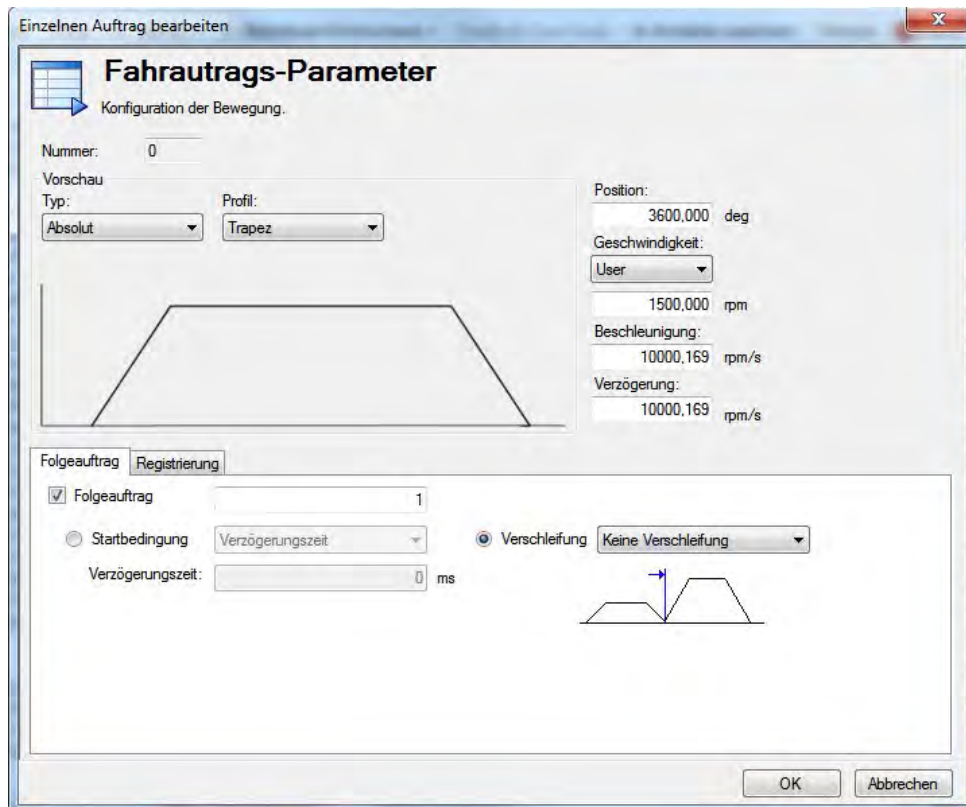 Einzelnen Auftrag bearbeiten
Fahrautrags-Parameter
Konfiguration der Bewegung.
Nummer: 0
Vorschau
Typ: Profil:
Absolut Trapez
Position:
3600,000 deg
Geschwindigkeit:
User
1500,000 rpm
Beschleunigung:
10000,169 rpm/s
Verzögerung:
10000,169 rpm/s
Folgeauftrag Registrierung
Folgeauftrag 1
Startbedingung Verzögerungszeit Verschleifung Keine Verschleifung
Verzögerungszeit: 0 ms
OK Abbrechen